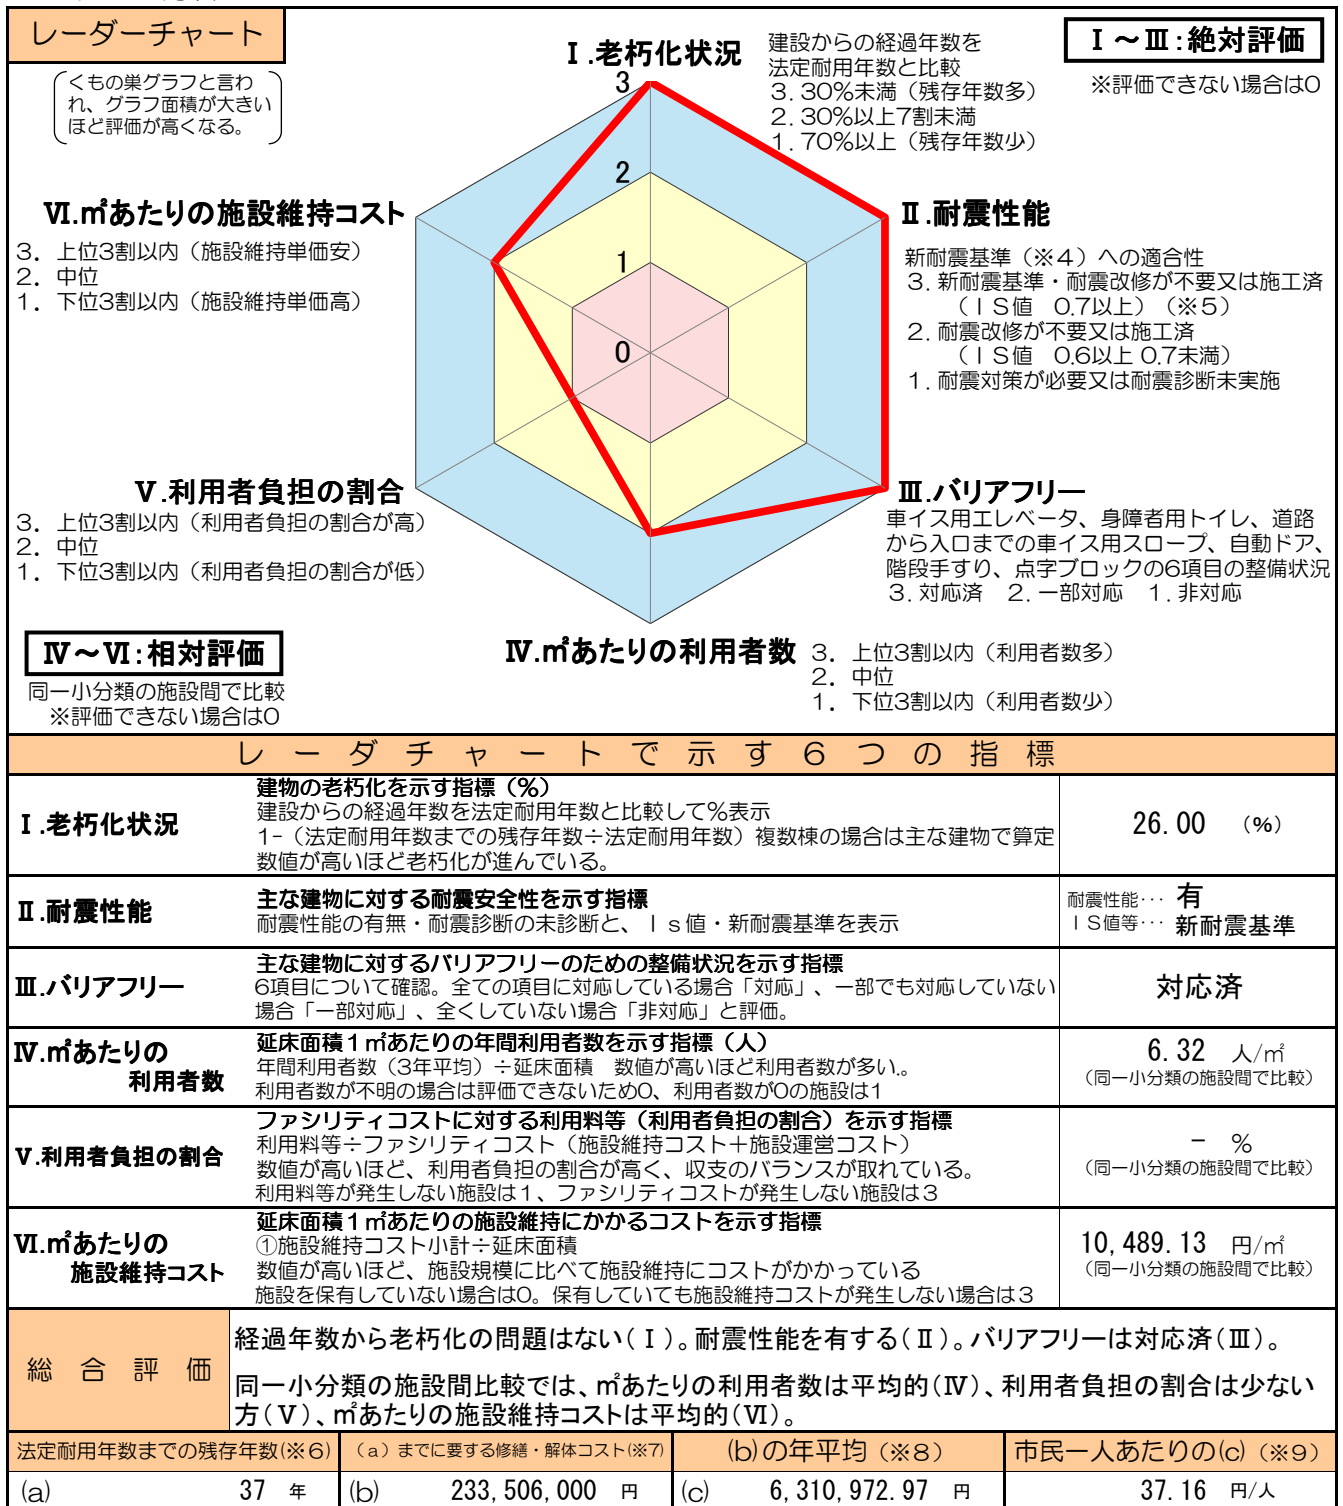 レーダーチャート
くもの巣グラフと言わ
れ、グラフ面積が大きい
ほど評価が高くなる。
Ⅰ.老朽化状況
建設からの経過年数を
法定耐用年数と比較
3. 30%未満（残存年数多）
2. 30%以上7割未満
1. 70%以上（残存年数少）
Ⅰ～Ⅲ:絶対評価
※評価できない場合は0
3
2
1
0
Ⅵ.㎡あたりの施設維持コスト
3. 上位3割以内（施設維持単価安）
2. 中位
1. 下位3割以内（施設維持単価高）
Ⅱ.耐震性能
新耐震基準（※4）への適合性
3. 新耐震基準・耐震改修が不要又は施工済
（ＩＳ値 0.7以上）（※5）
2. 耐震改修が不要又は施工済
（ＩＳ値 0.6以上 0.7未満）
1. 耐震対策が必要又は耐震診断未実施
Ⅴ.利用者負担の割合
3. 上位3割以内（利用者負担の割合が高）
2. 中位
1. 下位3割以内（利用者負担の割合が低）
Ⅲ.バリアフリー
車イス用エレベータ、身障者用トイレ、道路
から入口までの車イス用スロープ、自動ドア、
階段手すり、点字ブロックの6項目の整備状況
3. 対応済 2. 一部対応 1. 非対応
Ⅳ～Ⅵ:相対評価
同一小分類の施設間で比較
※評価できない場合は0
Ⅳ.㎡あたりの利用者数
3. 上位3割以内（利用者数多）
2. 中位
1. 下位3割以内（利用者数少）
レーダチャートで示す６つの指標
Ⅰ.老朽化状況
建物の老朽化を示す指標（%）
建設からの経過年数を法定耐用年数と比較して%表示
1-（法定耐用年数までの残存年数÷法定耐用年数）複数棟の場合は主な建物で算定
数値が高いほど老朽化が進んでいる。
26.00 （%）
Ⅱ.耐震性能
主な建物に対する耐震安全性を示す指標
耐震性能の有無・耐震診断の未診断と、Ｉｓ値・新耐震基準を表示
耐震性能… 有
ＩＳ値等… 新耐震基準
Ⅲ.バリアフリー
主な建物に対するバリアフリーのための整備状況を示す指標
6項目について確認。全ての項目に対応している場合「対応」、一部でも対応していない
場合「一部対応」、全くしていない場合「非対応」と評価。
対応済
Ⅳ.㎡あたりの
利用者数
延床面積１㎡あたりの年間利用者数を示す指標（人）
年間利用者数（3年平均）÷延床面積 数値が高いほど利用者数が多い。
利用者数が不明の場合は評価できないため0、利用者数が0の施設は1
6.32 人/㎡
（同一小分類の施設間で比較）
Ⅴ.利用者負担の割合
ファシリティコストに対する利用料等（利用者負担の割合）を示す指標
利用料等÷ファシリティコスト（施設維持コスト＋施設運営コスト）
数値が高いほど、利用者負担の割合が高く、収支のバランスが取れている。
利用料等が発生しない施設は１、ファシリティコストが発生しない施設は３
－ %
（同一小分類の施設間で比較）
Ⅵ.㎡あたりの
施設維持コスト
延床面積１㎡あたりの施設維持にかかるコストを示す指標
①施設維持コスト小計÷延床面積
数値が高いほど、施設規模に比べて施設維持にコストがかかっている
施設を保有していない場合は0。保有していても施設維持コストが発生しない場合は３
10,489.13 円/㎡
（同一小分類の施設間で比較）
総合評価
経過年数から老朽化の問題はない(Ⅰ)。耐震性能を有する(Ⅱ)。バリアフリーは対応済(Ⅲ)。
同一小分類の施設間比較では、㎡あたりの利用者数は平均的(Ⅳ)、利用者負担の割合は少ない
方(Ⅴ)、㎡あたりの施設維持コストは平均的(Ⅵ)。
法定耐用年数までの残存年数(※6)
（a）までに要する修繕・解体コスト(※7)
(b)の年平均（※8）
市民一人あたりの(c)（※9）
(a) 37 年
(b) 233,506,000 円
(c) 6,310,972.97 円
37.16 円/人